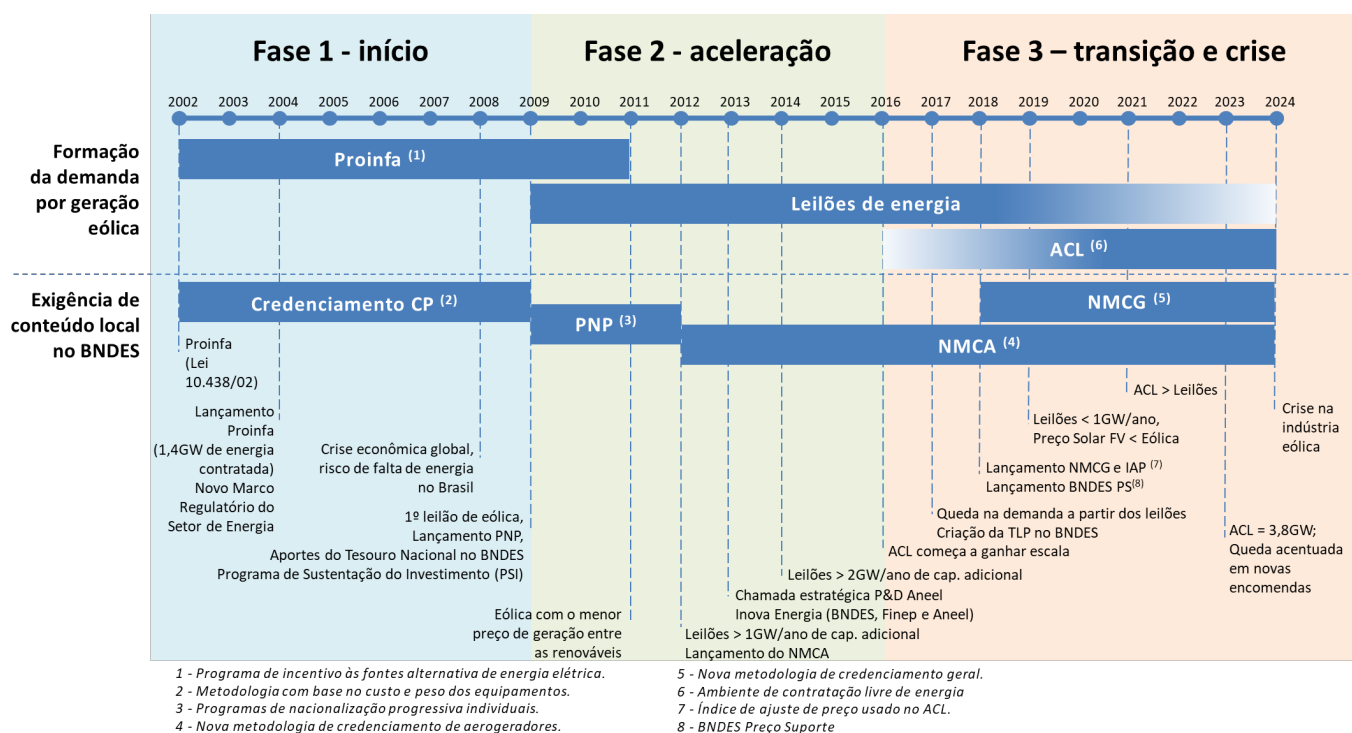 Fase 1 - início
Fase 2 - aceleração
Fase 3 – transição e crise
2002 2003 2004 2005 2006 2007 2008 2009 2010 2011 2012 2013 2014 2015 2016 2017 2018 2019 2020 2021 2022 2023 2024
Formação
da demanda
por geração
eólica
Proinfa (1)
Leilões de energia
ACL (6)
Exigência de
conteúdo local
no BNDES
Credenciamento CP (2)
PNP (3)
NMCG (5)
NMCA (4)
Proinfa
(Lei
10.438/02)
Lançamento
Proinfa
(1,4GW de energia
contratada)
Novo Marco
Regulatório do
Setor de Energia
Crise econômica global,
risco de falta de energia
no Brasil
1º leilão de eólica,
Lançamento PNP,
Aportes do Tesouro Nacional no BNDES
Programa de Sustentação do Investimento (PSI)
Eólica com o menor
preço de geração entre
as renováveis
Leilões > 1GW/ano de cap. adicional
Lançamento do NMCA
Chamada estratégica P&D Aneel
Inova Energia (BNDES, Finep e Aneel)
Leilões > 2GW/ano de cap. adicional
ACL começa a ganhar escala
Queda na demanda a partir dos leilões
Criação da TLP no BNDES
Lançamento NMCG e IAP (7)
Lançamento BNDES PS(8)
Leilões < 1GW/ano,
Preço Solar FV < Eólica
ACL > Leilões
ACL = 3,8GW;
Queda acentuada
em novas
encomendas
Crise na
indústria
eólica
1 - Programa de incentivo às fontes alternativa de energia elétrica.
2 - Metodologia com base no custo e peso dos equipamentos.
3 - Programas de nacionalização progressiva individuais.
4 - Nova metodologia de credenciamento de aerogeradores.
5 - Nova metodologia de credenciamento geral.
6 - Ambiente de contratação livre de energia
7 - Índice de ajuste de preço usado no ACL.
8 - BNDES Preço Suporte